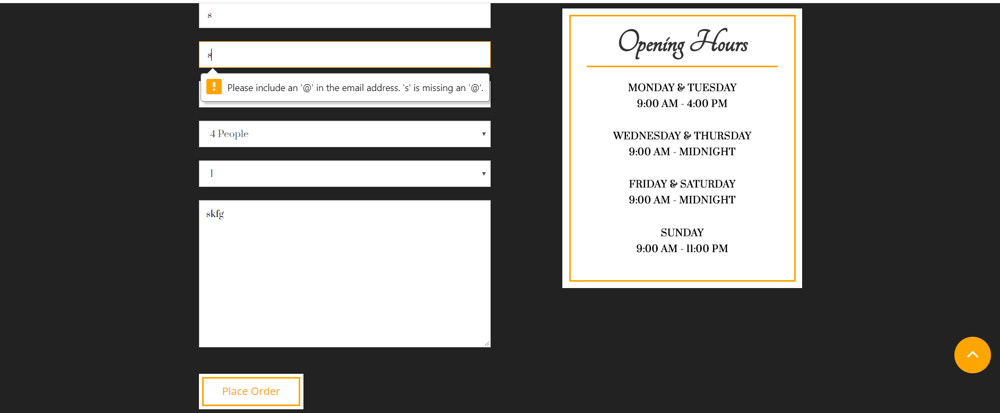 s
s
Please include an '@' in the email address. 's' is missing an '@'.
4 People
1
skfg
Place Order
Opening Hours
MONDAY & TUESDAY
9:00 AM - 4:00 PM
WEDNESDAY & THURSDAY
9:00 AM - MIDNIGHT
FRIDAY & SATURDAY
9:00 AM - MIDNIGHT
SUNDAY
9:00 AM - 11:00 PM